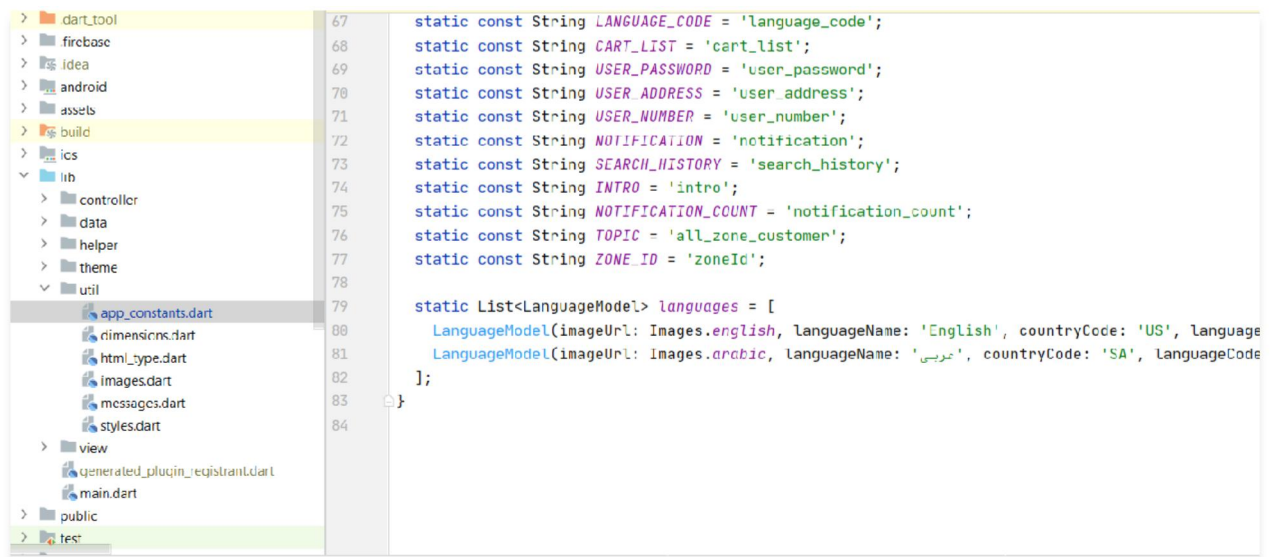 .dart_tool
.firebase
.idea
android
assets
build
ios
lib
controller
data
helper
theme
util
app_constants.dart
dimensions.dart
html_type.dart
images.dart
messages.dart
styles.dart
view
generated_plugin_registrant.dart
main.dart
public
test
67 static const String LANGUAGE_CODE = 'language_code';
68 static const String CART_LIST = 'cart_list';
69 static const String USER_PASSWORD = 'user_password';
70 static const String USER_ADDRESS = 'user_address';
71 static const String USER_NUMBER = 'user_number';
72 static const String NOTIFICATION = 'notification';
73 static const String SEARCH_HISTORY = 'search_history';
74 static const String INTRO = 'intro';
75 static const String NOTIFICATION_COUNT = 'notification_count';
76 static const String TOPIC = 'all_zone_customer';
77 static const String ZONE_ID = 'zoneId';
78
79 static List<LanguageModel> languages = [
80 LanguageModel(imageUrl: Images.english, languageName: 'English', countryCode: 'US', language
81 LanguageModel(imageUrl: Images.arabic, languageName: 'عربى', countryCode: 'SA', languageCode
82 ];
83 }
84